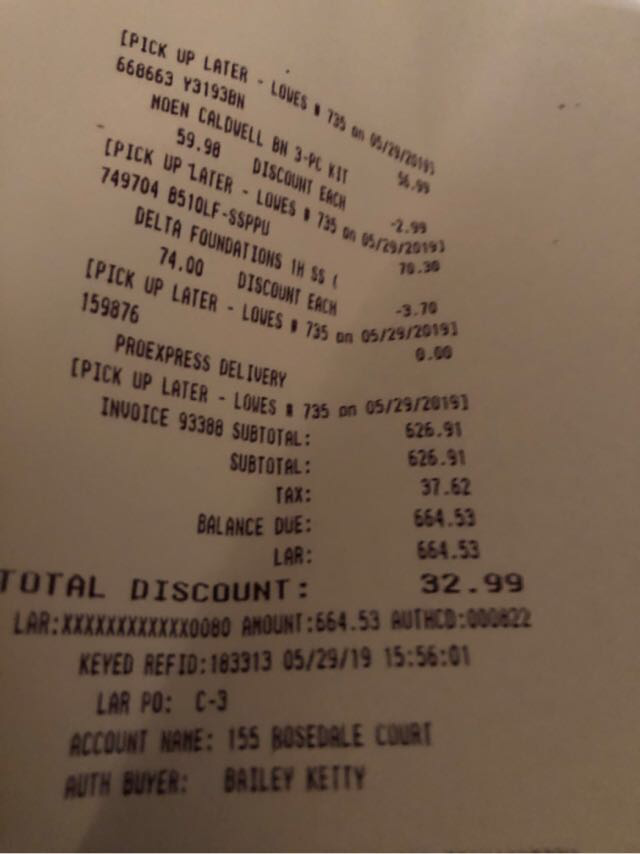 [PICK UP LATER - LOWES # 735 on 05/29/2019]
668663 Y3193BN 56.99
MOEN CALDWELL BN 3-PC KIT
59.98 DISCOUNT EACH -2.99
[PICK UP LATER - LOWES # 735 on 05/29/2019]
749704 B510LF-SSPPU 70.30
DELTA FOUNDATIONS 1H SS (
74.00 DISCOUNT EACH -3.70
[PICK UP LATER - LOWES # 735 on 05/29/2019]
159876 0.00
PROEXPRESS DELIVERY
[PICK UP LATER - LOWES # 735 on 05/29/2019]
INVOICE 93388 SUBTOTAL: 626.91
SUBTOTAL: 626.91
TAX: 37.62
BALANCE DUE: 664.53
LAR: 664.53
TOTAL DISCOUNT: 32.99
LAR:XXXXXXXXXXXX0080 AMOUNT:664.53 AUTHCD:000822
KEYED REFID:183313 05/29/19 15:56:01
LAR PO: C-3
ACCOUNT NAME: 155 ROSEDALE COURT
AUTH BUYER: BAILEY KETTY